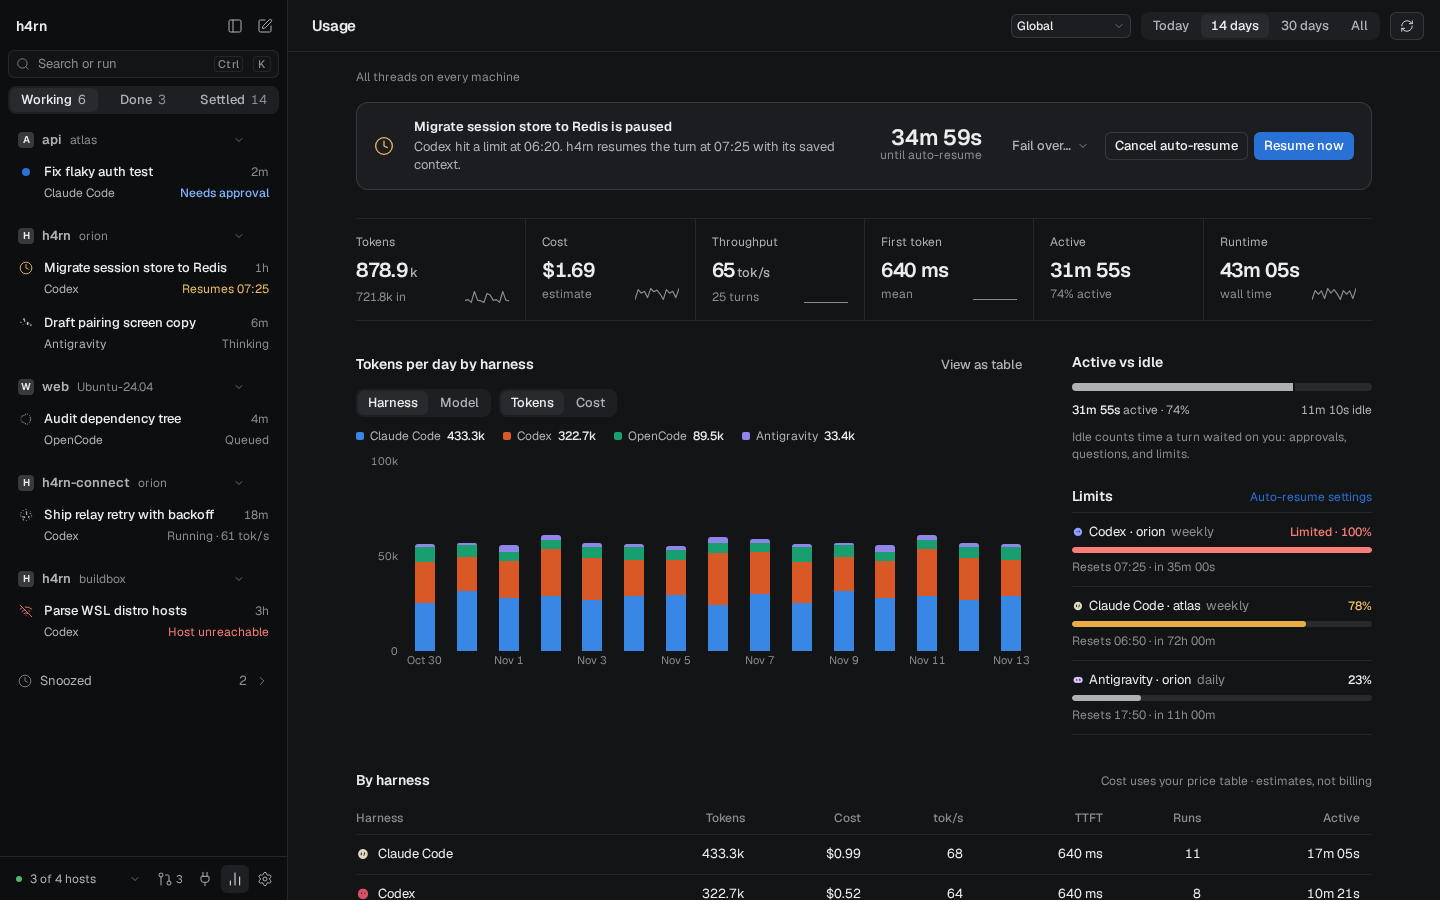 h4rn
Search or run Ctrl K
Working 6 Done 3 Settled 14
A api atlas
Fix flaky auth test 2m
Claude Code Needs approval
H h4rn orion
Migrate session store to Redis 1h
Codex Resumes 07:25
Draft pairing screen copy 6m
Antigravity Thinking
W web Ubuntu-24.04
Audit dependency tree 4m
OpenCode Queued
H h4rn-connect orion
Ship relay retry with backoff 18m
Codex Running · 61 tok/s
H h4rn buildbox
Parse WSL distro hosts 3h
Codex Host unreachable
Snoozed 2
3 of 4 hosts 3
Usage Global Today 14 days 30 days All
All threads on every machine
Migrate session store to Redis is paused
Codex hit a limit at 06:20. h4rn resumes the turn at 07:25 with its saved
context.
34m 59s
until auto-resume
Fail over... Cancel auto-resume Resume now
Tokens Cost Throughput First token Active Runtime
878.9 k $1.69 65 tok/s 640 ms 31m 55s 43m 05s
721.8k in estimate 25 turns mean 74% active wall time
Tokens per day by harness View as table
Harness Model Tokens Cost
Claude Code 433.3k Codex 322.7k OpenCode 89.5k Antigravity 33.4k
100k
50k
0
Oct 30 Nov 1 Nov 3 Nov 5 Nov 7 Nov 9 Nov 11 Nov 13
Active vs idle
31m 55s active · 74% 11m 10s idle
Idle counts time a turn waited on you: approvals,
questions, and limits.
Limits Auto-resume settings
Codex · orion weekly Limited · 100%
Resets 07:25 · in 35m 00s
Claude Code · atlas weekly 78%
Resets 06:50 · in 72h 00m
Antigravity · orion daily 23%
Resets 17:50 · in 11h 00m
By harness Cost uses your price table · estimates, not billing
Harness Tokens Cost tok/s TTFT Runs Active
Claude Code 433.3k $0.99 68 640 ms 11 17m 05s
Codex 322.7k $0.52 64 640 ms 8 10m 21s